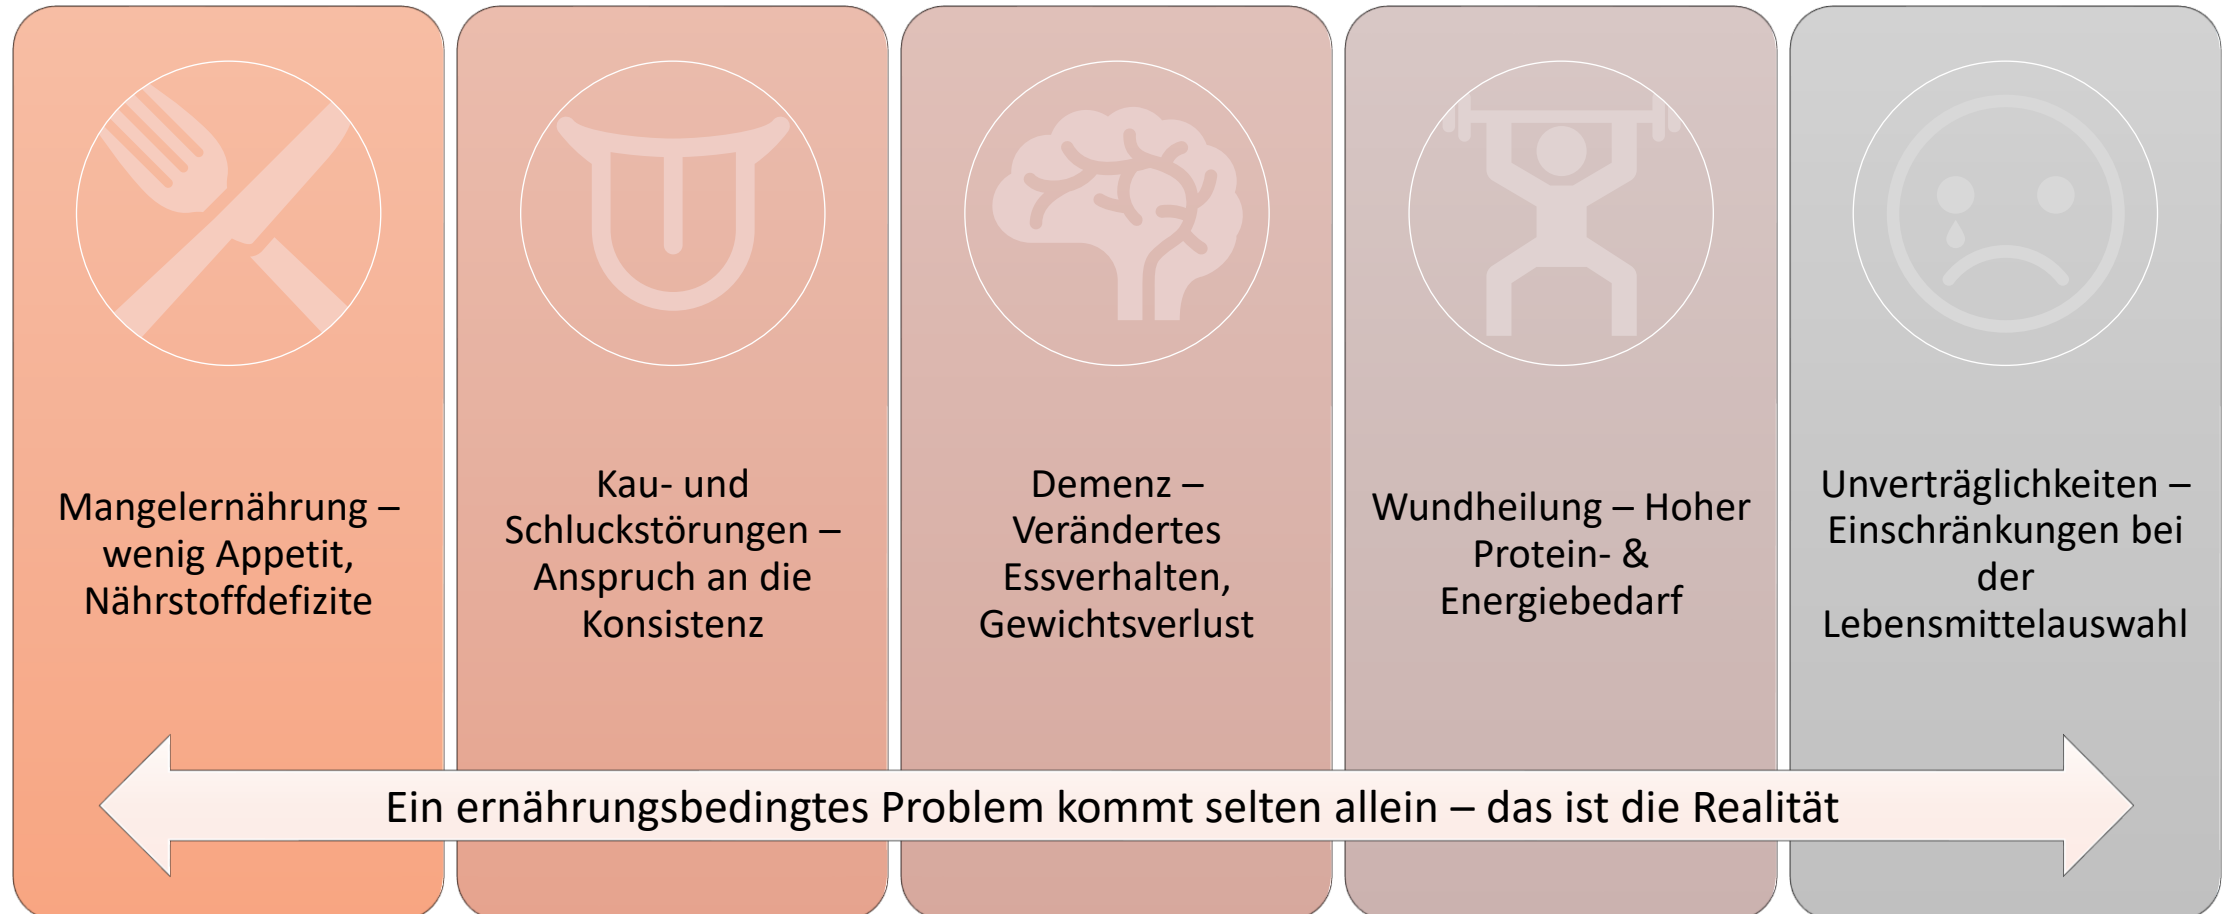 Mangelernährung –
wenig Appetit,
Nährstoffdefizite
Kau- und
Schluckstörungen –
Anspruch an die
Konsistenz
Demenz –
Verändertes
Essverhalten,
Gewichtsverlust
Wundheilung – Hoher
Protein- &
Energiebedarf
Unverträglichkeiten –
Einschränkungen bei
der
Lebensmittelauswahl
Ein ernährungsbedingtes Problem kommt selten allein – das ist die Realität